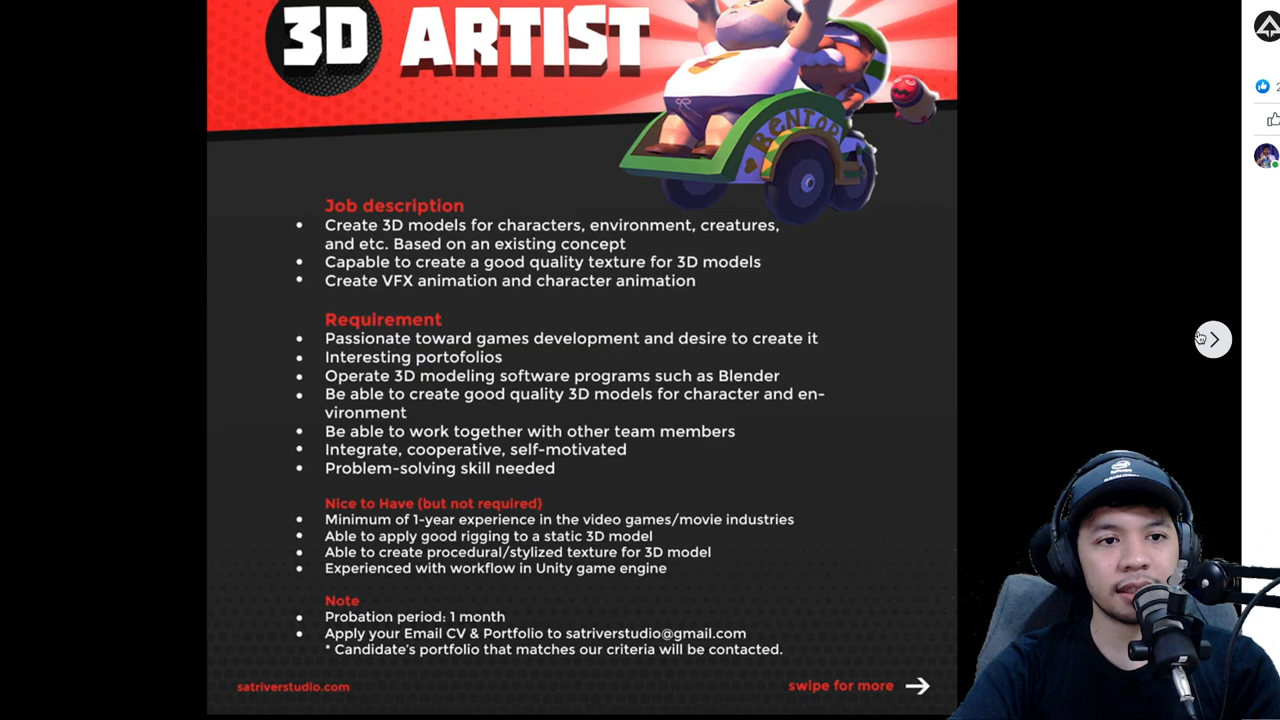 3D ARTIST
RENTOP
Job description
• Create 3D models for characters, environment, creatures,
and etc. Based on an existing concept
• Capable to create a good quality texture for 3D models
• Create VFX animation and character animation
Requirement
• Passionate toward games development and desire to create it
• Interesting portofolios
• Operate 3D modeling software programs such as Blender
• Be able to create good quality 3D models for character and en-
vironment
• Be able to work together with other team members
• Integrate, cooperative, self-motivated
• Problem-solving skill needed
Nice to Have (but not required)
• Minimum of 1-year experience in the video games/movie industries
• Able to apply good rigging to a static 3D model
• Able to create procedural/stylized texture for 3D model
• Experienced with workflow in Unity game engine
Note
• Probation period: 1 month
• Apply your Email CV & Portfolio to satriverstudio@gmail.com
* Candidate's portfolio that matches our criteria will be contacted.
satriverstudio.com
swipe for more
2